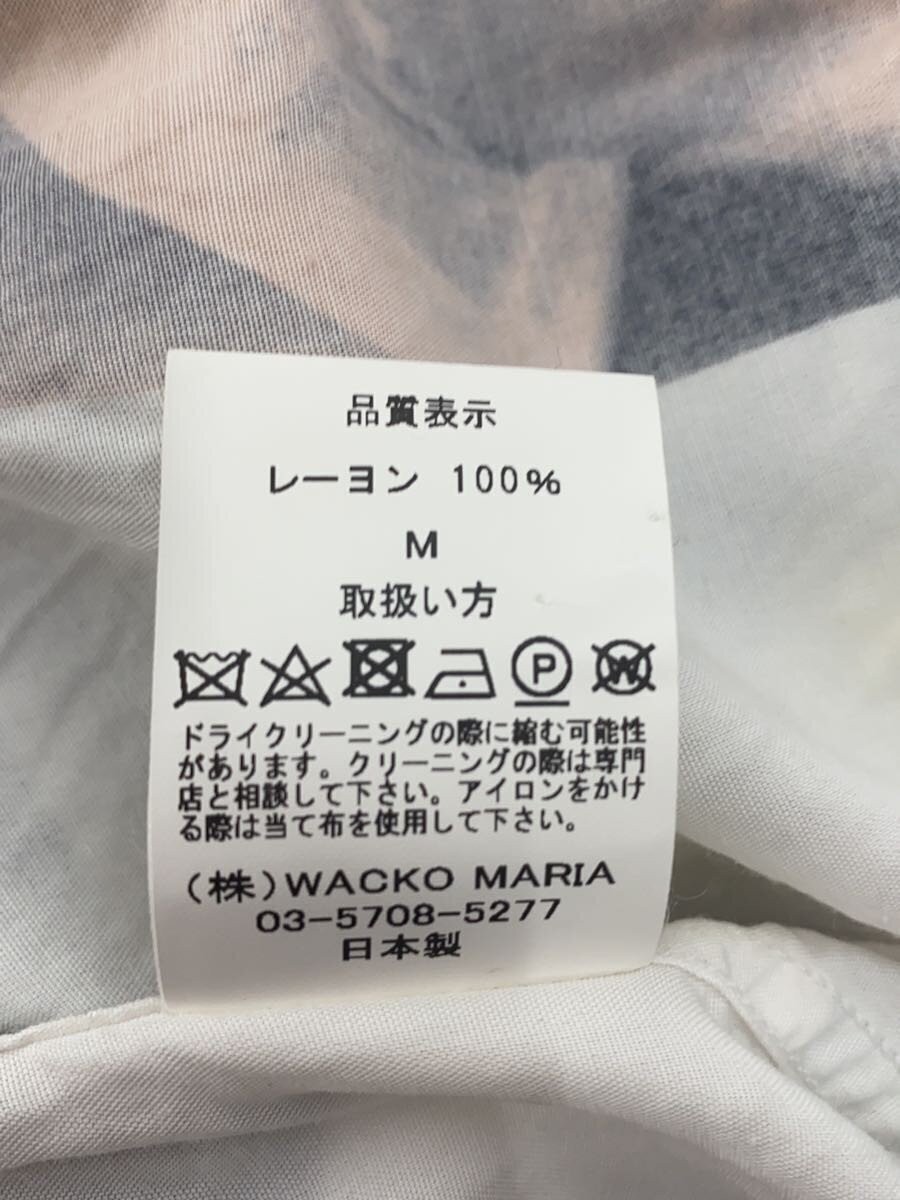 品質表示
レーヨン 100%
M
取扱い方
P W
ドライクリーニングの際に縮む可能性
があります。クリーニングの際は専門
店と相談して下さい。アイロンをかけ
る際は当て布を使用して下さい。
(株)WACKO MARIA
03-5708-5277
日本製